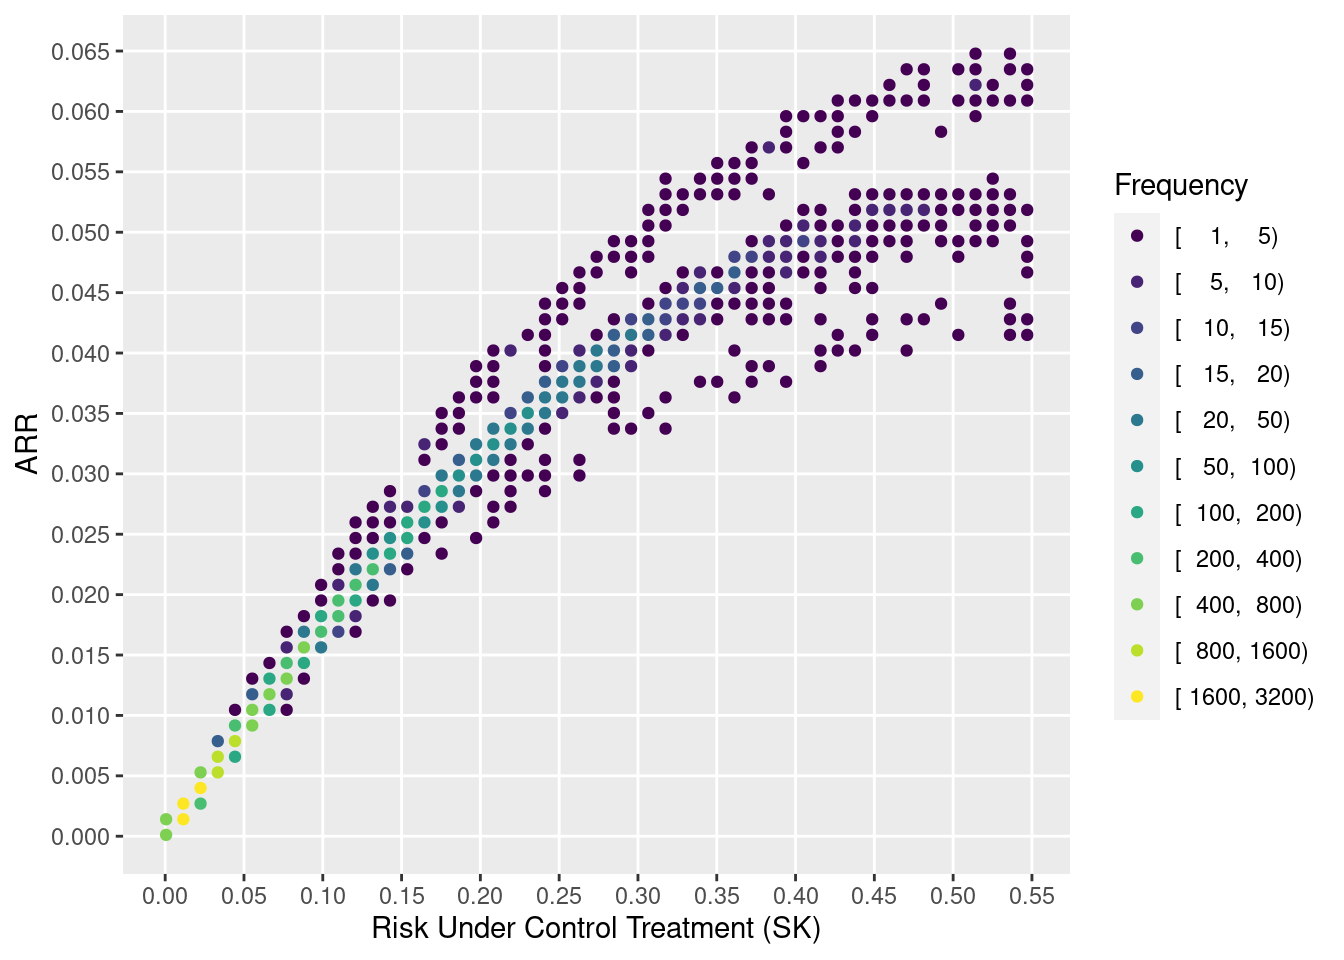 0.065
0.060
0.055
0.050
0.045
0.040
0.035
0.030
0.025
0.020
0.015
0.010
0.005
0.000
ARR
0.00 0.05 0.10 0.15 0.20 0.25 0.30 0.35 0.40 0.45 0.50 0.55
Risk Under Control Treatment (SK)
Frequency
[    1,    5)
[    5,   10)
[   10,   15)
[   15,   20)
[   20,   50)
[   50,  100)
[  100,  200)
[  200,  400)
[  400,  800)
[  800, 1600)
[ 1600, 3200)